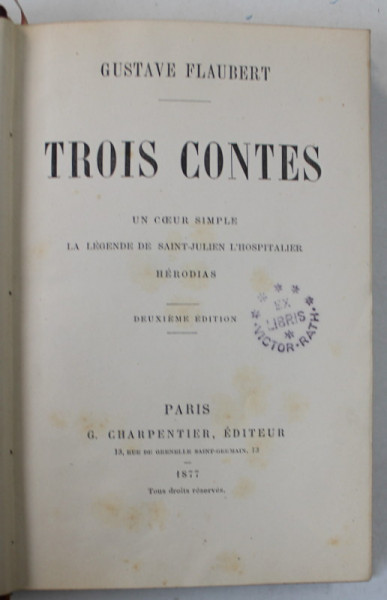 GUSTAVE FLAUBERT
TROIS CONTES
UN CŒUR SIMPLE
LA LÉGENDE DE SAINT-JULIEN L'HOSPITALIER
HÉRODIAS
DEUXIÈME ÉDITION
EX
LIBRIS
* VICTOR-RATH *
PARIS
G. CHARPENTIER, ÉDITEUR
13, RUE DE GRENELLE SAINT-GERMAIN, 13
1877
Tous droits réservés.